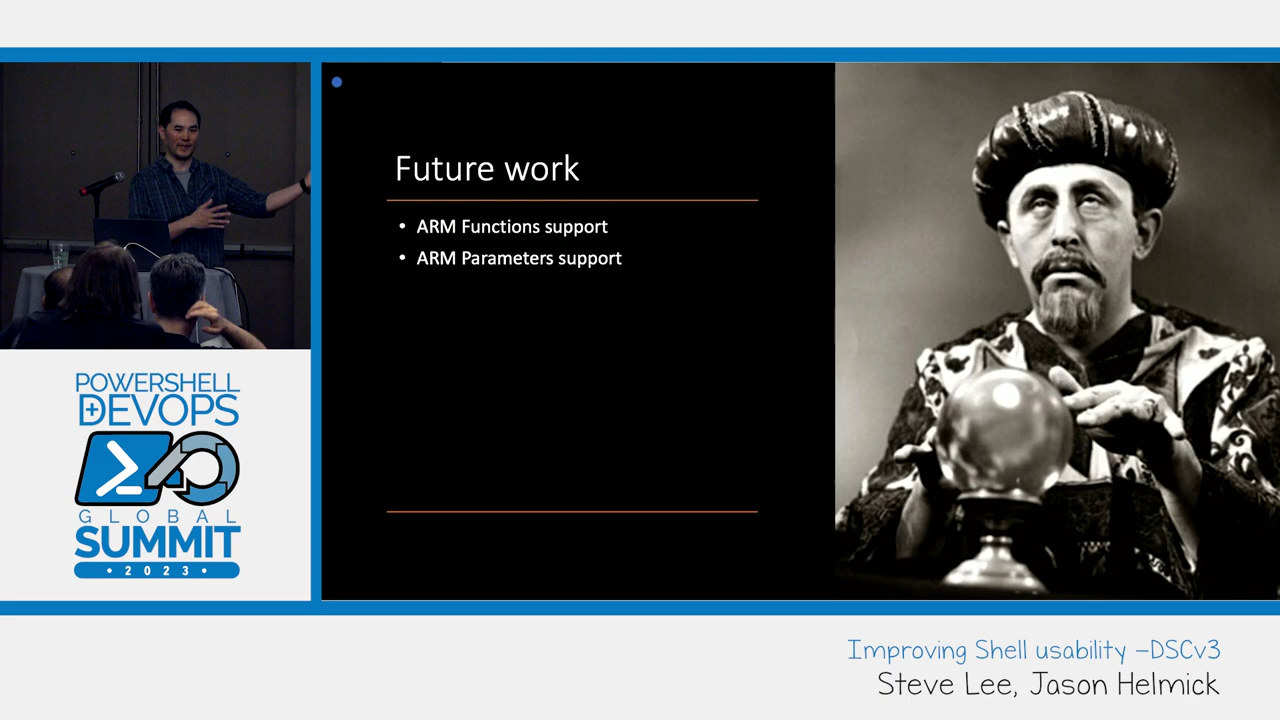 Future work
• ARM Functions support
• ARM Parameters support
POWERSHELL
DEVOPS
GLOBAL
SUMMIT
• 2023 •
Improving Shell usability –DSCv3
Steve Lee, Jason Helmick